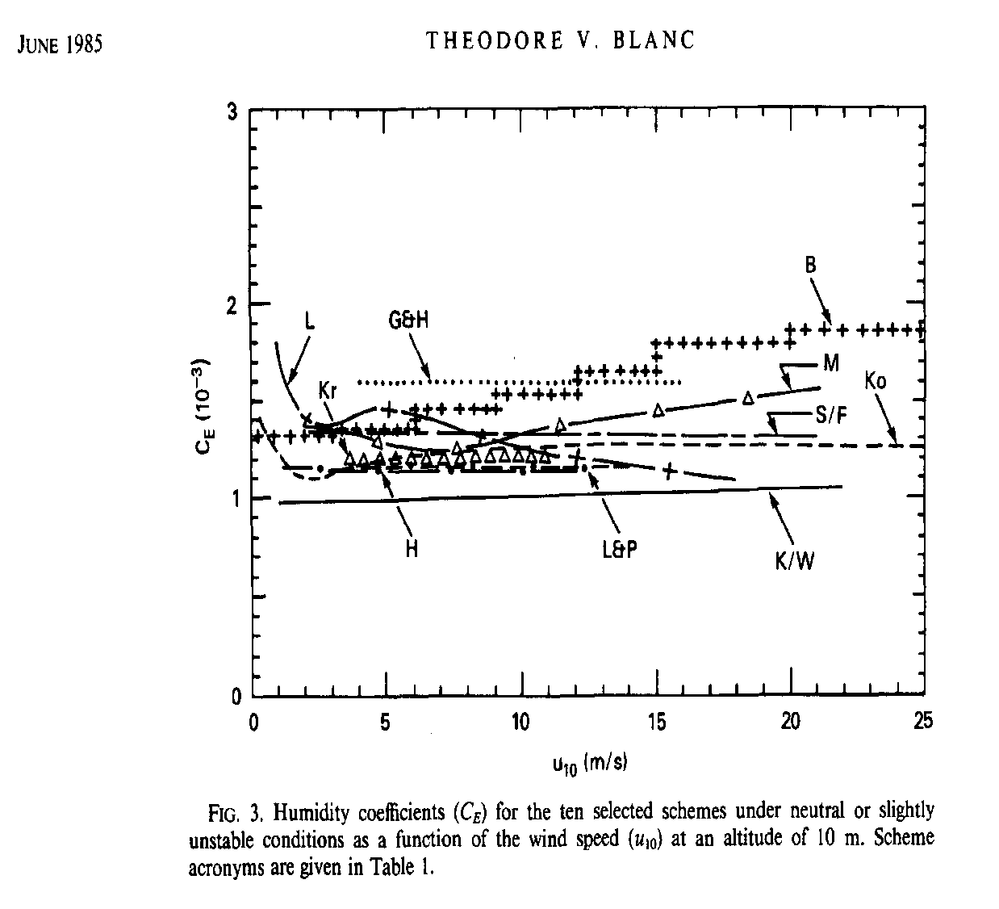 JUNE 1985
THEODORE V. BLANC
3
B
2
L
G&H
M
Ko
Kr
S/F
C_E (10^-3)
1
H
L&P
K/W
0
0 5 10 15 20 25
u_10 (m/s)
FIG. 3. Humidity coefficients (C_E) for the ten selected schemes under neutral or slightly
unstable conditions as a function of the wind speed (u_10) at an altitude of 10 m. Scheme
acronyms are given in Table 1.